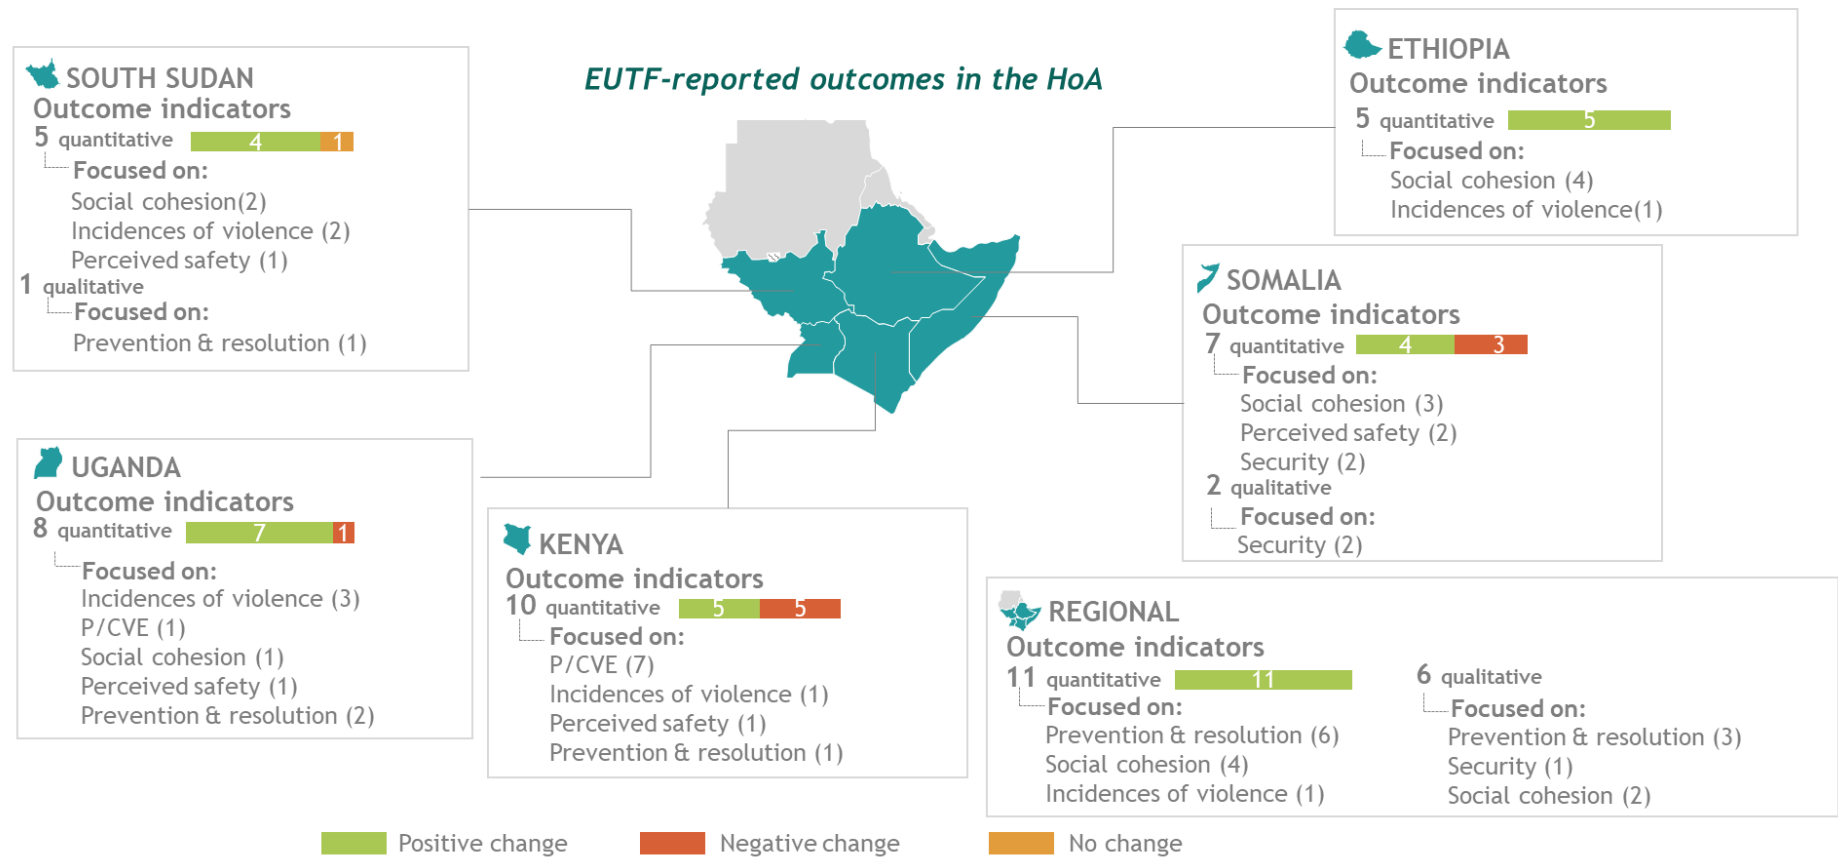 EUTF-reported outcomes in the HoA
SOUTH SUDAN
Outcome indicators
5 quantitative 4 1
Focused on:
Social cohesion(2)
Incidences of violence (2)
Perceived safety (1)
1 qualitative
Focused on:
Prevention & resolution (1)
ETHIOPIA
Outcome indicators
5 quantitative 5
Focused on:
Social cohesion (4)
Incidences of violence(1)
SOMALIA
Outcome indicators
7 quantitative 4 3
Focused on:
Social cohesion (3)
Perceived safety (2)
Security (2)
2 qualitative
Focused on:
Security (2)
UGANDA
Outcome indicators
8 quantitative 7 1
Focused on:
Incidences of violence (3)
P/CVE (1)
Social cohesion (1)
Perceived safety (1)
Prevention & resolution (2)
KENYA
Outcome indicators
10 quantitative 5 5
Focused on:
P/CVE (7)
Incidences of violence (1)
Perceived safety (1)
Prevention & resolution (1)
REGIONAL
Outcome indicators
11 quantitative 11
Focused on:
Prevention & resolution (6)
Social cohesion (4)
Incidences of violence (1)
6 qualitative
Focused on:
Prevention & resolution (3)
Security (1)
Social cohesion (2)
Positive change
Negative change
No change